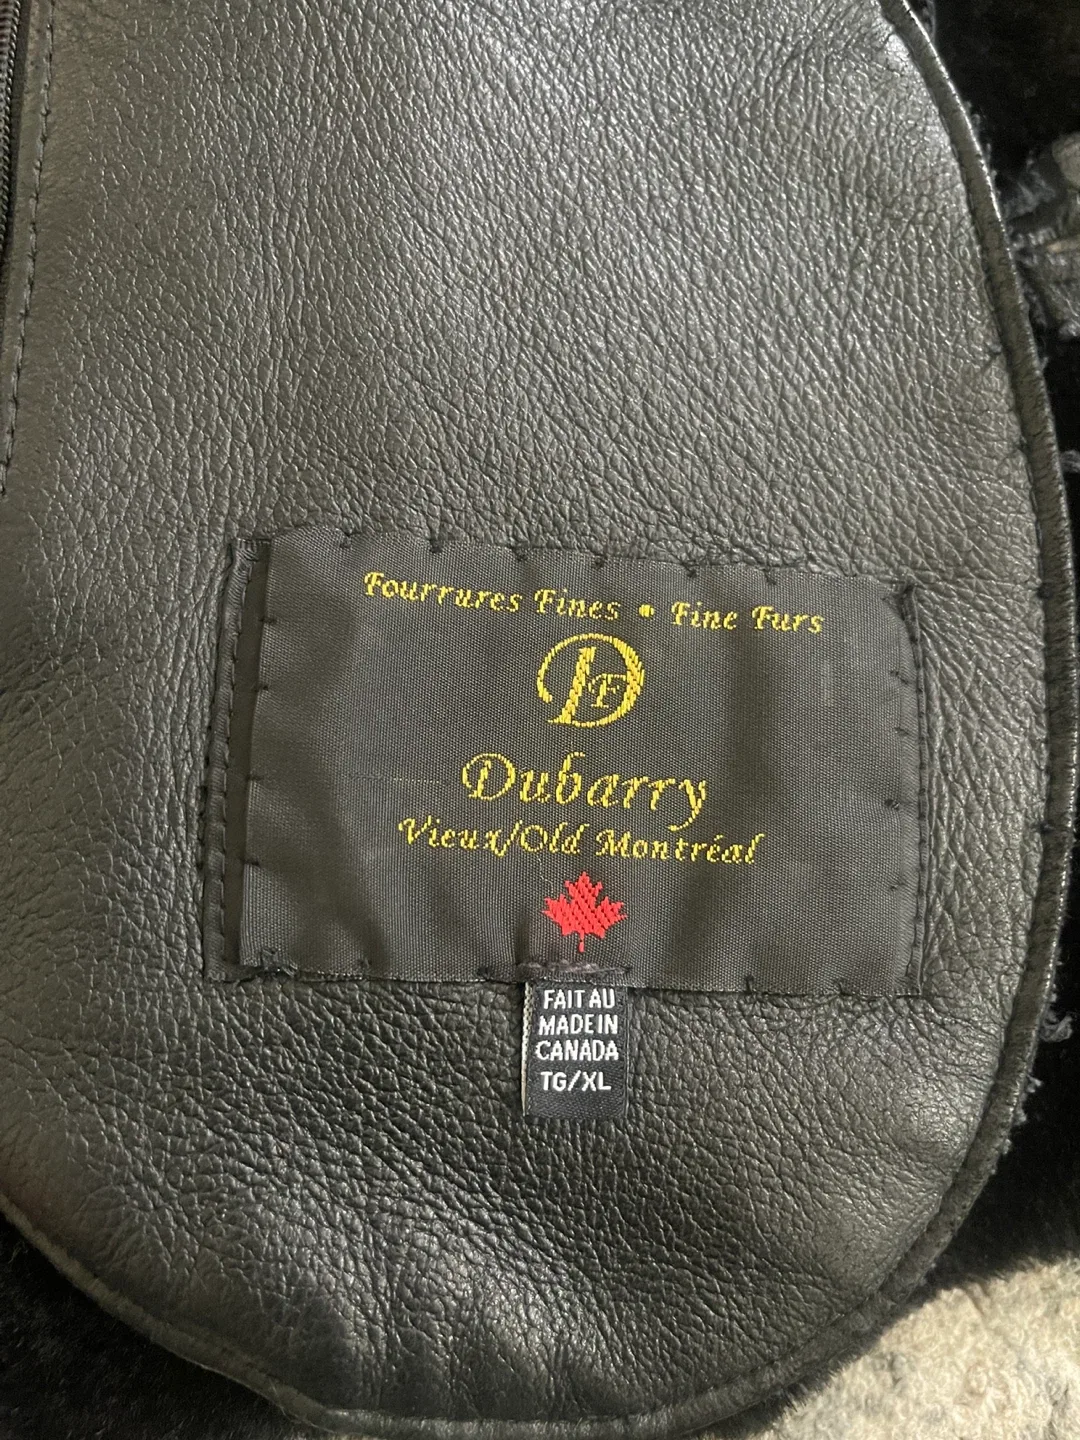 Fourrures Fines • Fine Furs
DF
Dubarry
Vieux/Old Montréal
FAIT AU
MADE IN
CANADA
TG/XL